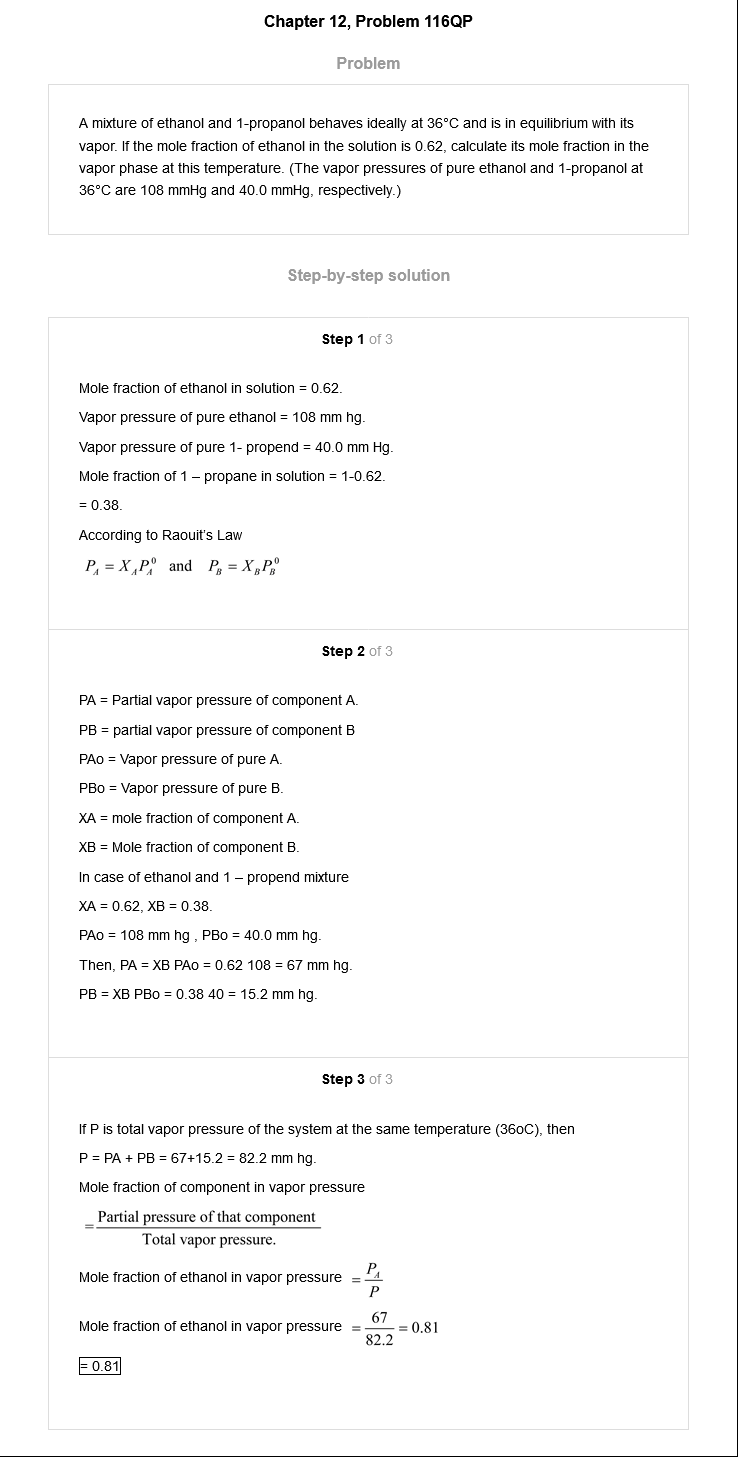 Chapter 12, Problem 116QP
Problem
A mixture of ethanol and 1-propanol behaves ideally at 36°C and is in equilibrium with its
vapor. If the mole fraction of ethanol in the solution is 0.62, calculate its mole fraction in the
vapor phase at this temperature. (The vapor pressures of pure ethanol and 1-propanol at
36°C are 108 mmHg and 40.0 mmHg, respectively.)
Step-by-step solution
Step 1 of 3
Mole fraction of ethanol in solution = 0.62.
Vapor pressure of pure ethanol = 108 mm hg.
Vapor pressure of pure 1- propend = 40.0 mm Hg.
Mole fraction of 1 – propane in solution = 1-0.62.
= 0.38.
According to Raouit's Law
P_A = X_A P_A^0 and P_B = X_B P_B^0
Step 2 of 3
PA = Partial vapor pressure of component A.
PB = partial vapor pressure of component B
PAo = Vapor pressure of pure A.
PBo = Vapor pressure of pure B.
XA = mole fraction of component A.
XB = Mole fraction of component B.
In case of ethanol and 1 – propend mixture
XA = 0.62, XB = 0.38.
PAo = 108 mm hg , PBo = 40.0 mm hg.
Then, PA = XB PAo = 0.62 108 = 67 mm hg.
PB = XB PBo = 0.38 40 = 15.2 mm hg.
Step 3 of 3
If P is total vapor pressure of the system at the same temperature (36oC), then
P = PA + PB = 67+15.2 = 82.2 mm hg.
Mole fraction of component in vapor pressure
= Partial pressure of that component
Total vapor pressure.
Mole fraction of ethanol in vapor pressure = P_A
P
Mole fraction of ethanol in vapor pressure = 67
82.2 = 0.81
= 0.81